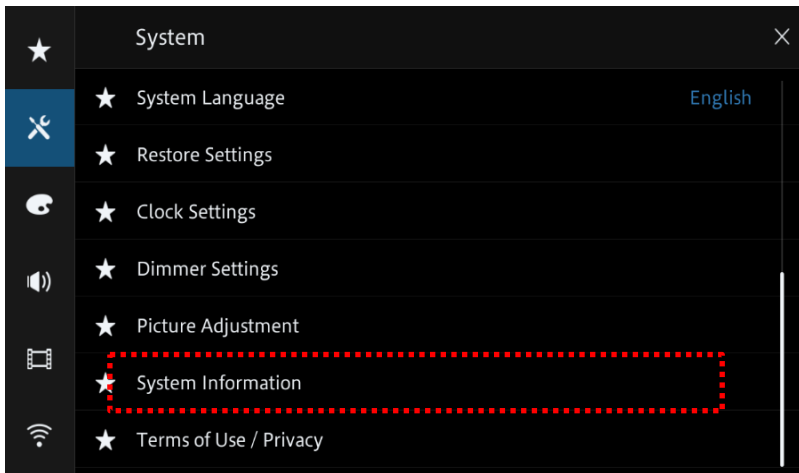 System
System Language English
Restore Settings
Clock Settings
Dimmer Settings
Picture Adjustment
System Information
Terms of Use / Privacy